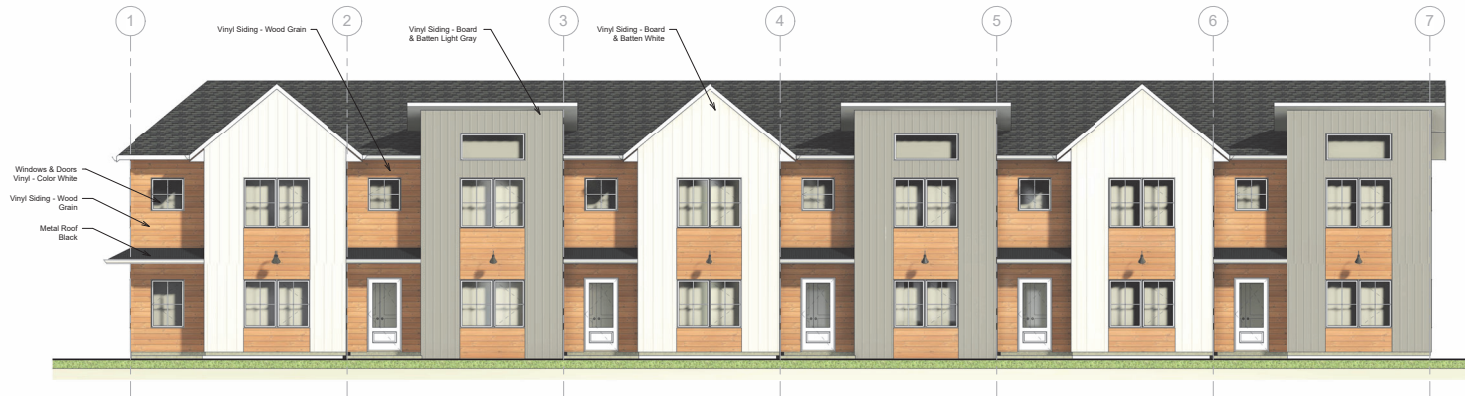 1
2
3
4
5
6
7
Vinyl Siding - Wood Grain
Vinyl Siding - Board
& Batten Light Gray
Vinyl Siding - Board
& Batten White
Windows & Doors
Vinyl - Color White
Vinyl Siding - Wood
Grain
Metal Roof
Black